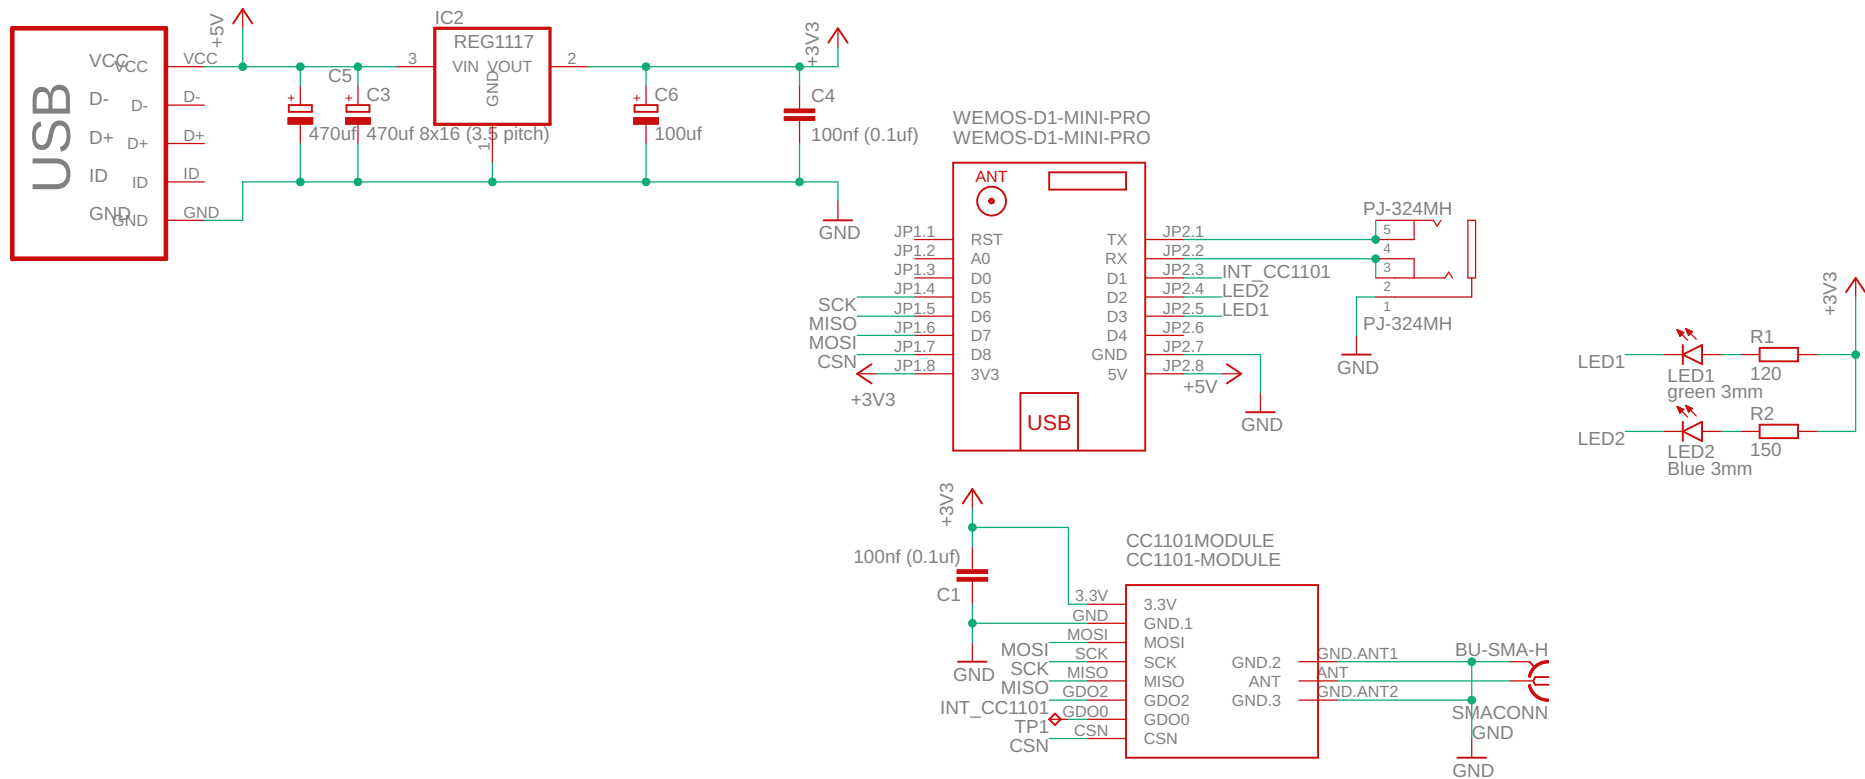 USB
VCC
VCC
VCC
D-
D-
D-
D+
D+
D+
ID
ID
ID
GND
GND
GND
+5V
C5
470uf
C3
470uf 8x16 (3.5 pitch)
IC2
REG1117
3
VIN
VOUT
2
GND
1
C6
100uf
C4
100nf (0.1uf)
+3V3
GND
WEMOS-D1-MINI-PRO
WEMOS-D1-MINI-PRO
ANT
JP1.1 RST TX JP2.1
JP1.2 A0 RX JP2.2
JP1.3 D0 D1 JP2.3 INT_CC1101
SCK JP1.4 D5 D2 JP2.4 LED2
MISO JP1.5 D6 D3 JP2.5 LED1
MOSI JP1.6 D7 D4 JP2.6
CSN JP1.7 D8 GND JP2.7
JP1.8 3V3 5V JP2.8
+3V3
+5V
USB
GND
PJ-324MH
5
4
3
2
1
PJ-324MH
GND
+3V3
LED1
LED1
green 3mm
R1
120
LED2
LED2
Blue 3mm
R2
150
+3V3
100nf (0.1uf)
C1
GND
CC1101MODULE
CC1101-MODULE
3.3V 3.3V
GND GND.1
MOSI MOSI MOSI
SCK SCK SCK
MISO MISO MISO
INT_CC1101 GDO2 GDO2
TP1 GDO0 GDO0
CSN CSN CSN
GND.2 GND.ANT1
ANT ANT
GND.3 GND.ANT2
BU-SMA-H
SMACONN
GND
GND